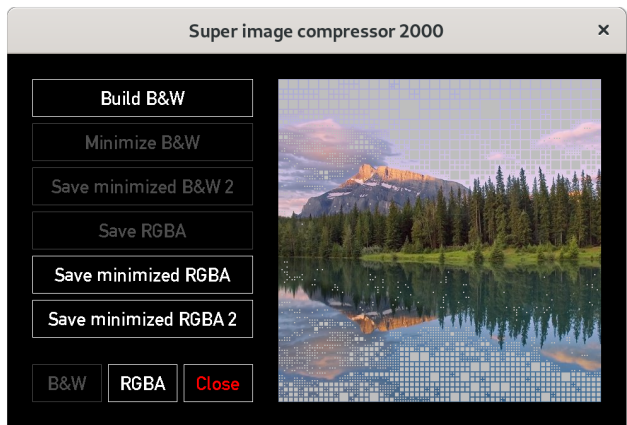 Super image compressor 2000
×
Build B&W
Minimize B&W
Save minimized B&W 2
Save RGBA
Save minimized RGBA
Save minimized RGBA 2
B&W RGBA Close